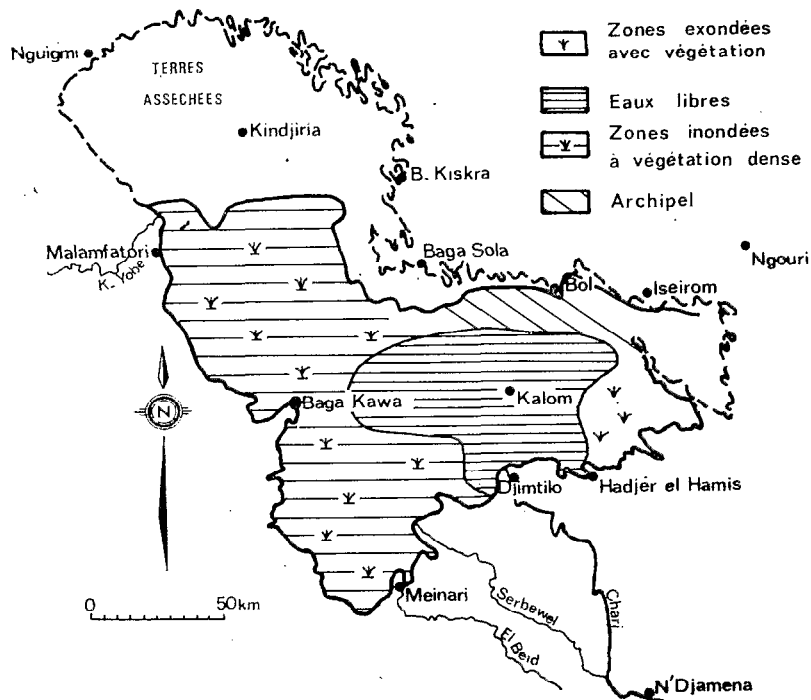 Zones exondées
avec végétation
Eaux libres
Zones inondées
à végétation dense
Archipel
Nguigmi
TERRES
ASSECHEES
Kindjiria
B. Kiskra
Malamfatori
K. Yobe
Baga Sola
Bol
Iseirom
Ngouri
N
Baga Kawa
Kalom
Djimtilo
Hadjer el Hamis
0 50km
Meinari
Serbewel
El Beid
Chari
N'Djamena